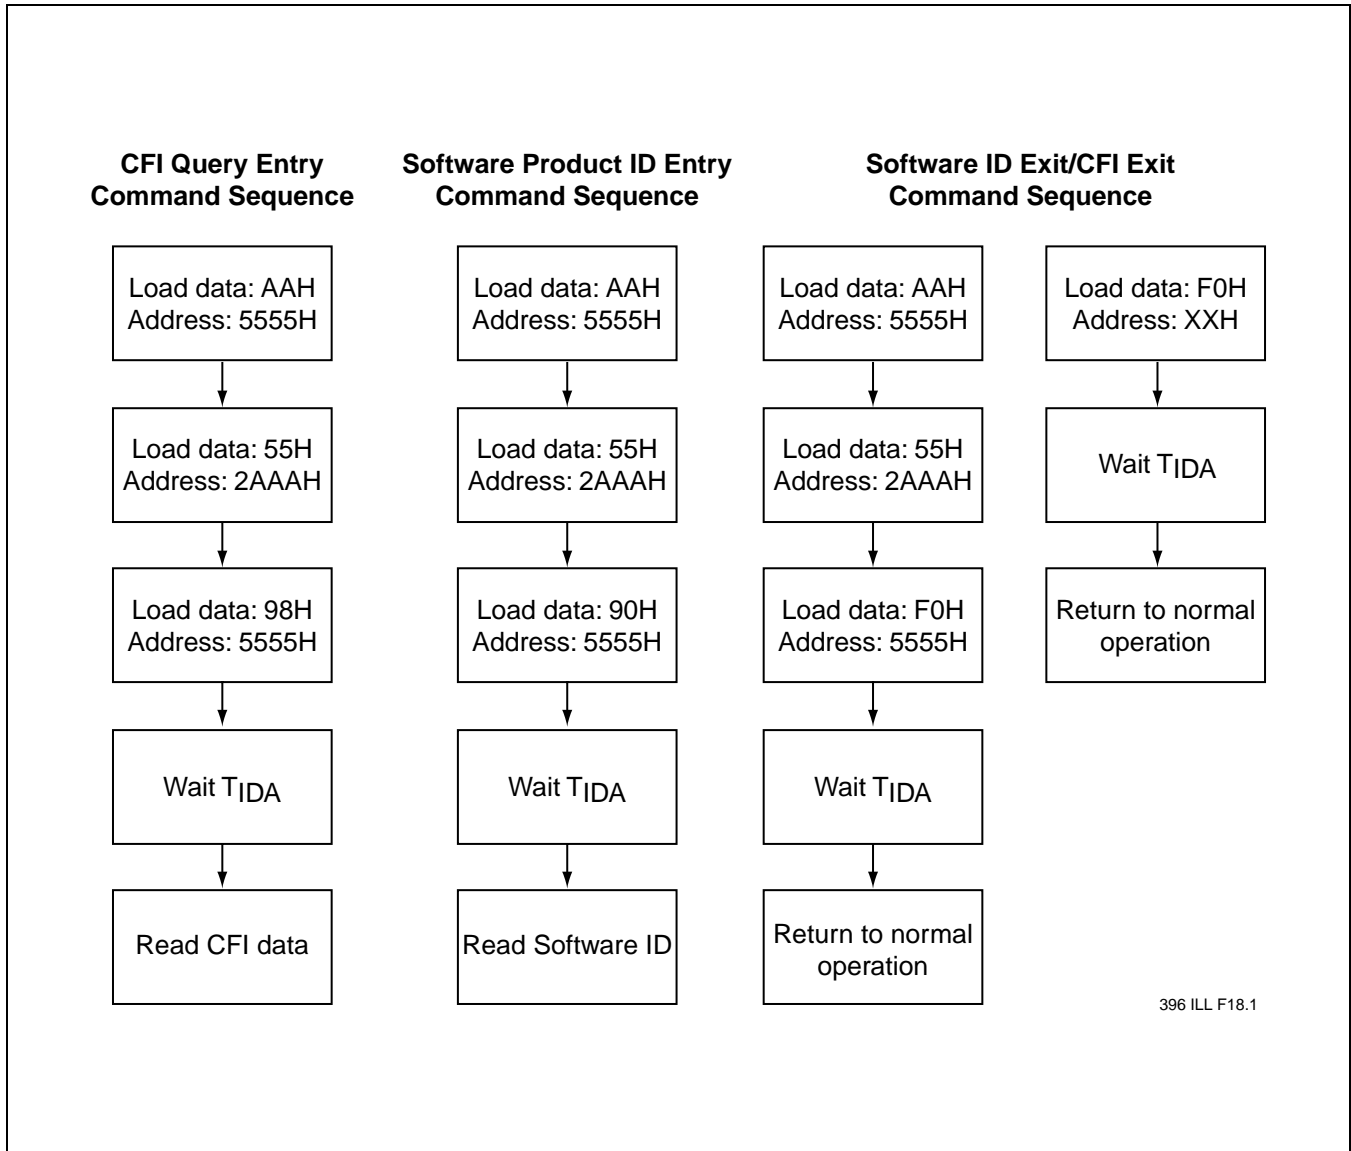 CFI Query Entry
Command Sequence
Load data: AAH
Address: 5555H
Load data: 55H
Address: 2AAAH
Load data: 98H
Address: 5555H
Wait TIDA
Read CFI data
Software Product ID Entry
Command Sequence
Load data: AAH
Address: 5555H
Load data: 55H
Address: 2AAAH
Load data: 90H
Address: 5555H
Wait TIDA
Read Software ID
Software ID Exit/CFI Exit
Command Sequence
Load data: AAH
Address: 5555H
Load data: 55H
Address: 2AAAH
Load data: F0H
Address: 5555H
Wait TIDA
Return to normal
operation
Load data: F0H
Address: XXH
Wait TIDA
Return to normal
operation
396 ILL F18.1